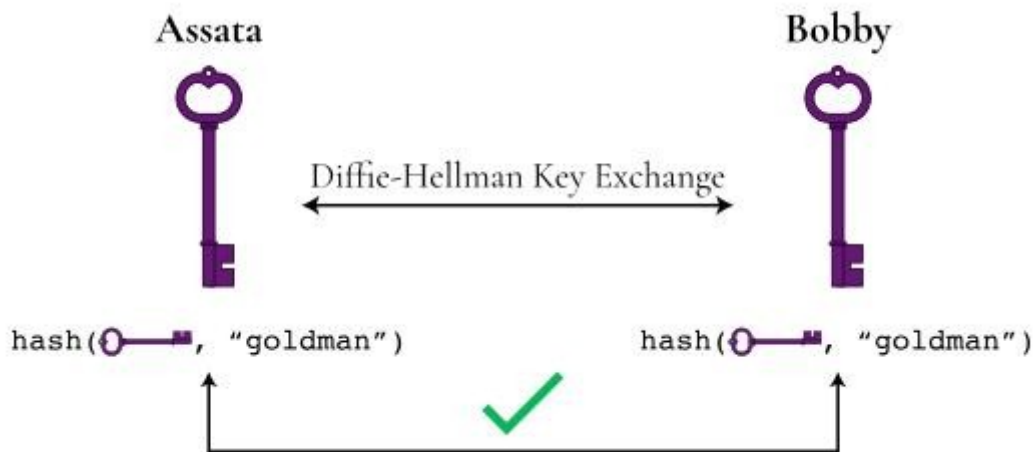 Assata
Bobby
Diffie-Hellman Key Exchange
hash( , “goldman”)
hash( , “goldman”)